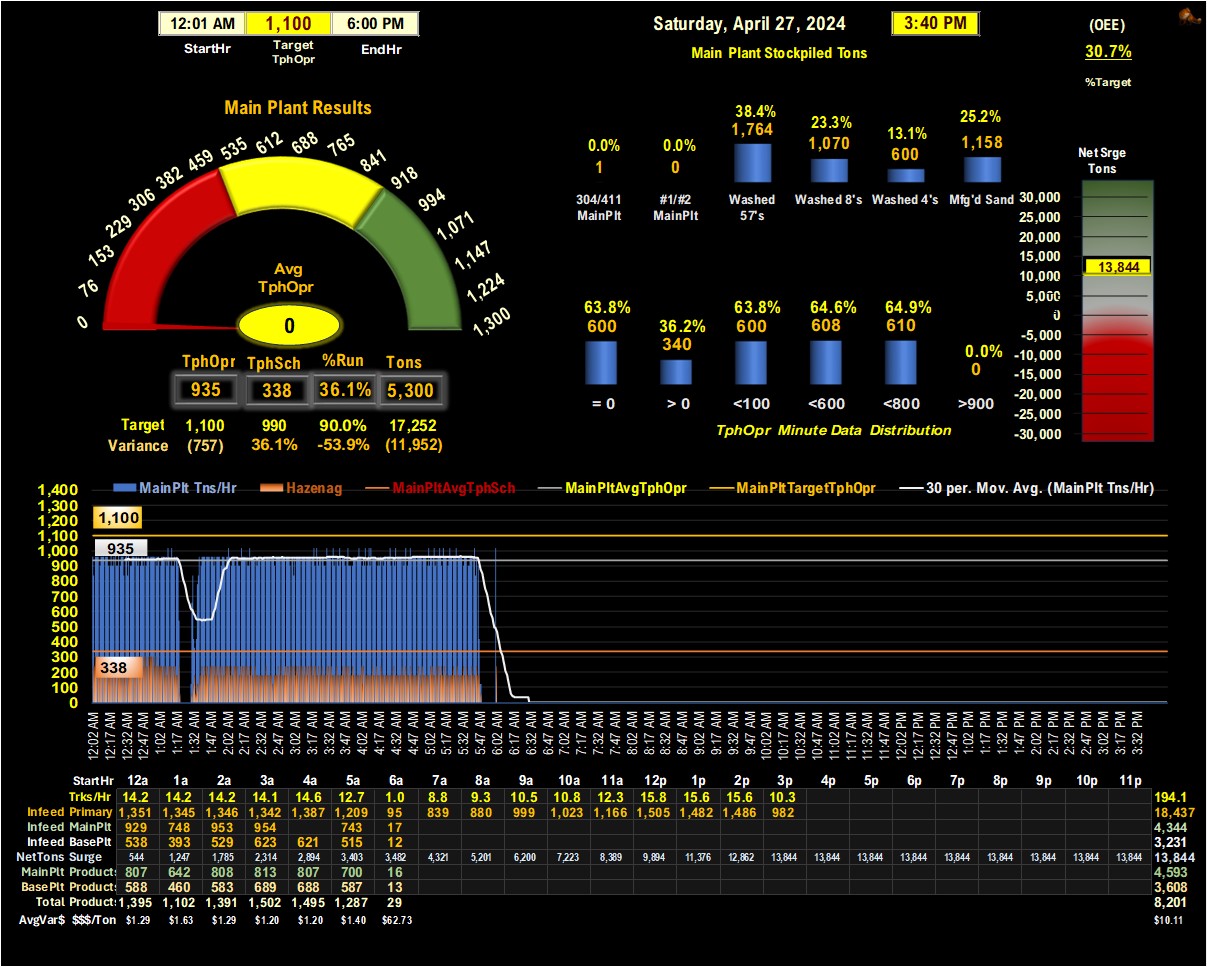 12:01 AM 1,100 6:00 PM
StartHr Target TphOpr EndHr
Saturday, April 27, 2024 3:40 PM
Main Plant Stockpiled Tons
(OEE)
30.7%
%Target
Main Plant Results
0 76 153 229 306 382 459 535 612 688 765 841 918 994 1,071 1,147 1,224 1,300
Avg
TphOpr
0
TphOpr TphSch %Run Tons
935 338 36.1% 5,300
Target 1,100 990 90.0% 17,252
Variance (757) 36.1% -53.9% (11,952)
0.0% 0.0% 38.4% 23.3% 13.1% 25.2%
1 0 1,764 1,070 600 1,158
304/411 #1/#2 Washed Washed 8's Washed 4's Mfg'd Sand
MainPlt MainPlt 57's
63.8% 36.2% 63.8% 64.6% 64.9% 0.0%
600 340 600 608 610 0
= 0 > 0 <100 <600 <800 >900
TphOpr Minute Data Distribution
Net Srge
Tons
30,000
25,000
20,000
15,000
13,844
10,000
5,000
0
-5,000
-10,000
-15,000
-20,000
-25,000
-30,000
MainPlt Tns/Hr Hazenag MainPltAvgTphSch MainPltAvgTphOpr MainPltTargetTphOpr 30 per. Mov. Avg. (MainPlt Tns/Hr)
1,400
1,300
1,200
1,100
1,100
1,000
935
900
800
700
600
500
400
300
338
200
100
0
12:02 AM 12:17 AM 12:32 AM 12:47 AM 1:02 AM 1:17 AM 1:32 AM 1:47 AM 2:02 AM 2:17 AM 2:32 AM 2:47 AM 3:02 AM 3:17 AM 3:32 AM 3:47 AM 4:02 AM 4:17 AM 4:32 AM 4:47 AM 5:02 AM 5:17 AM 5:32 AM 5:47 AM 6:02 AM 6:17 AM 6:32 AM 6:47 AM 7:02 AM 7:17 AM 7:32 AM 7:47 AM 8:02 AM 8:17 AM 8:32 AM 8:47 AM 9:02 AM 9:17 AM 9:32 AM 9:47 AM 10:02 AM 10:17 AM 10:32 AM 10:47 AM 11:02 AM 11:17 AM 11:32 AM 11:47 AM 12:02 PM 12:17 PM 12:32 PM 12:47 PM 1:02 PM 1:17 PM 1:32 PM 1:47 PM 2:02 PM 2:17 PM 2:32 PM 2:47 PM 3:02 PM 3:17 PM 3:32 PM
StartHr 12a 1a 2a 3a 4a 5a 6a 7a 8a 9a 10a 11a 12p 1p 2p 3p 4p 5p 6p 7p 8p 9p 10p 11p
Trks/Hr 14.2 14.2 14.2 14.1 14.6 12.7 1.0 8.8 9.3 10.5 10.8 12.3 15.8 15.6 15.6 10.3 194.1
Infeed Primary 1,351 1,345 1,346 1,342 1,387 1,209 95 839 880 999 1,023 1,166 1,505 1,482 1,486 982 18,437
Infeed MainPlt 929 748 953 954 743 17 4,344
Infeed BasePlt 538 393 529 623 621 515 12 3,231
NetTons Surge 544 1,247 1,785 2,314 2,894 3,403 3,482 4,321 5,201 6,200 7,223 8,389 9,894 11,376 12,862 13,844 13,844 13,844 13,844 13,844 13,844 13,844 13,844 13,844 13,844
MainPlt Products 807 642 808 813 807 700 16 4,593
BasePlt Products 588 460 583 689 688 587 13 3,608
Total Products 1,395 1,102 1,391 1,502 1,495 1,287 29 8,201
AvgVar$ $$$/Ton $1.29 $1.63 $1.29 $1.20 $1.20 $1.40 $62.73 $10.11